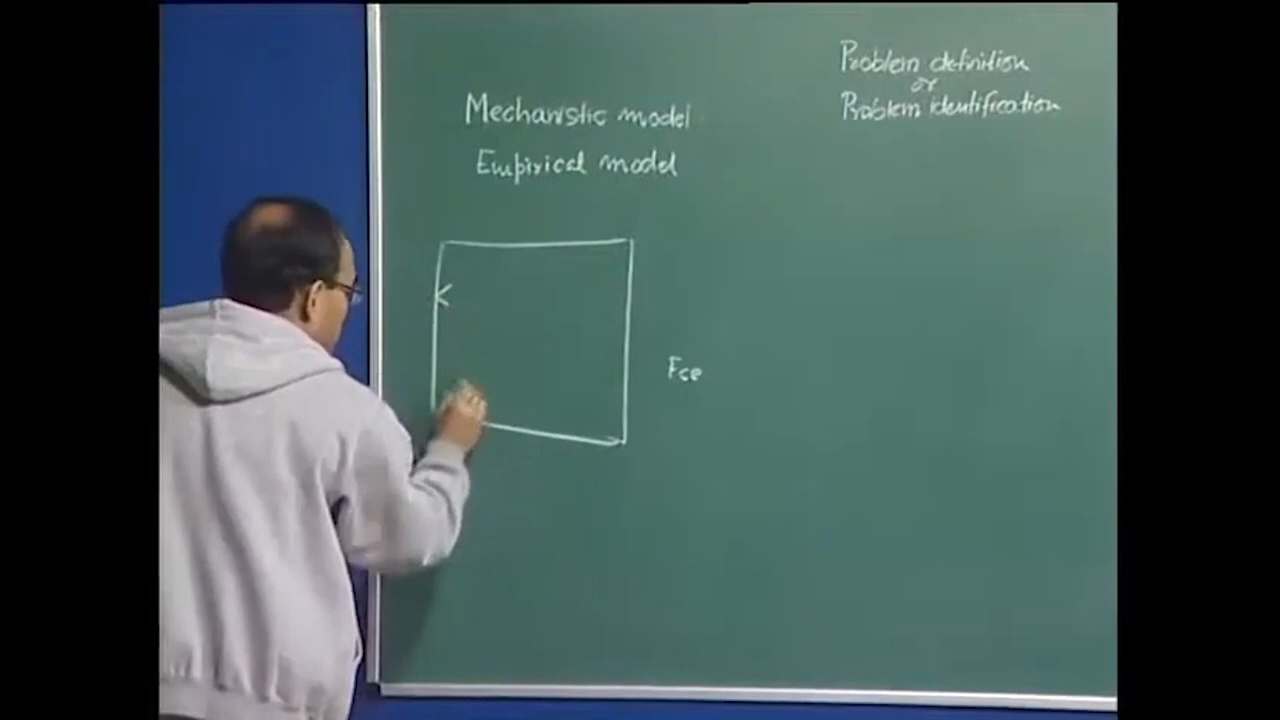 Problem definition
or
Problem identification
Mechanistic model
Empirical model
Fce